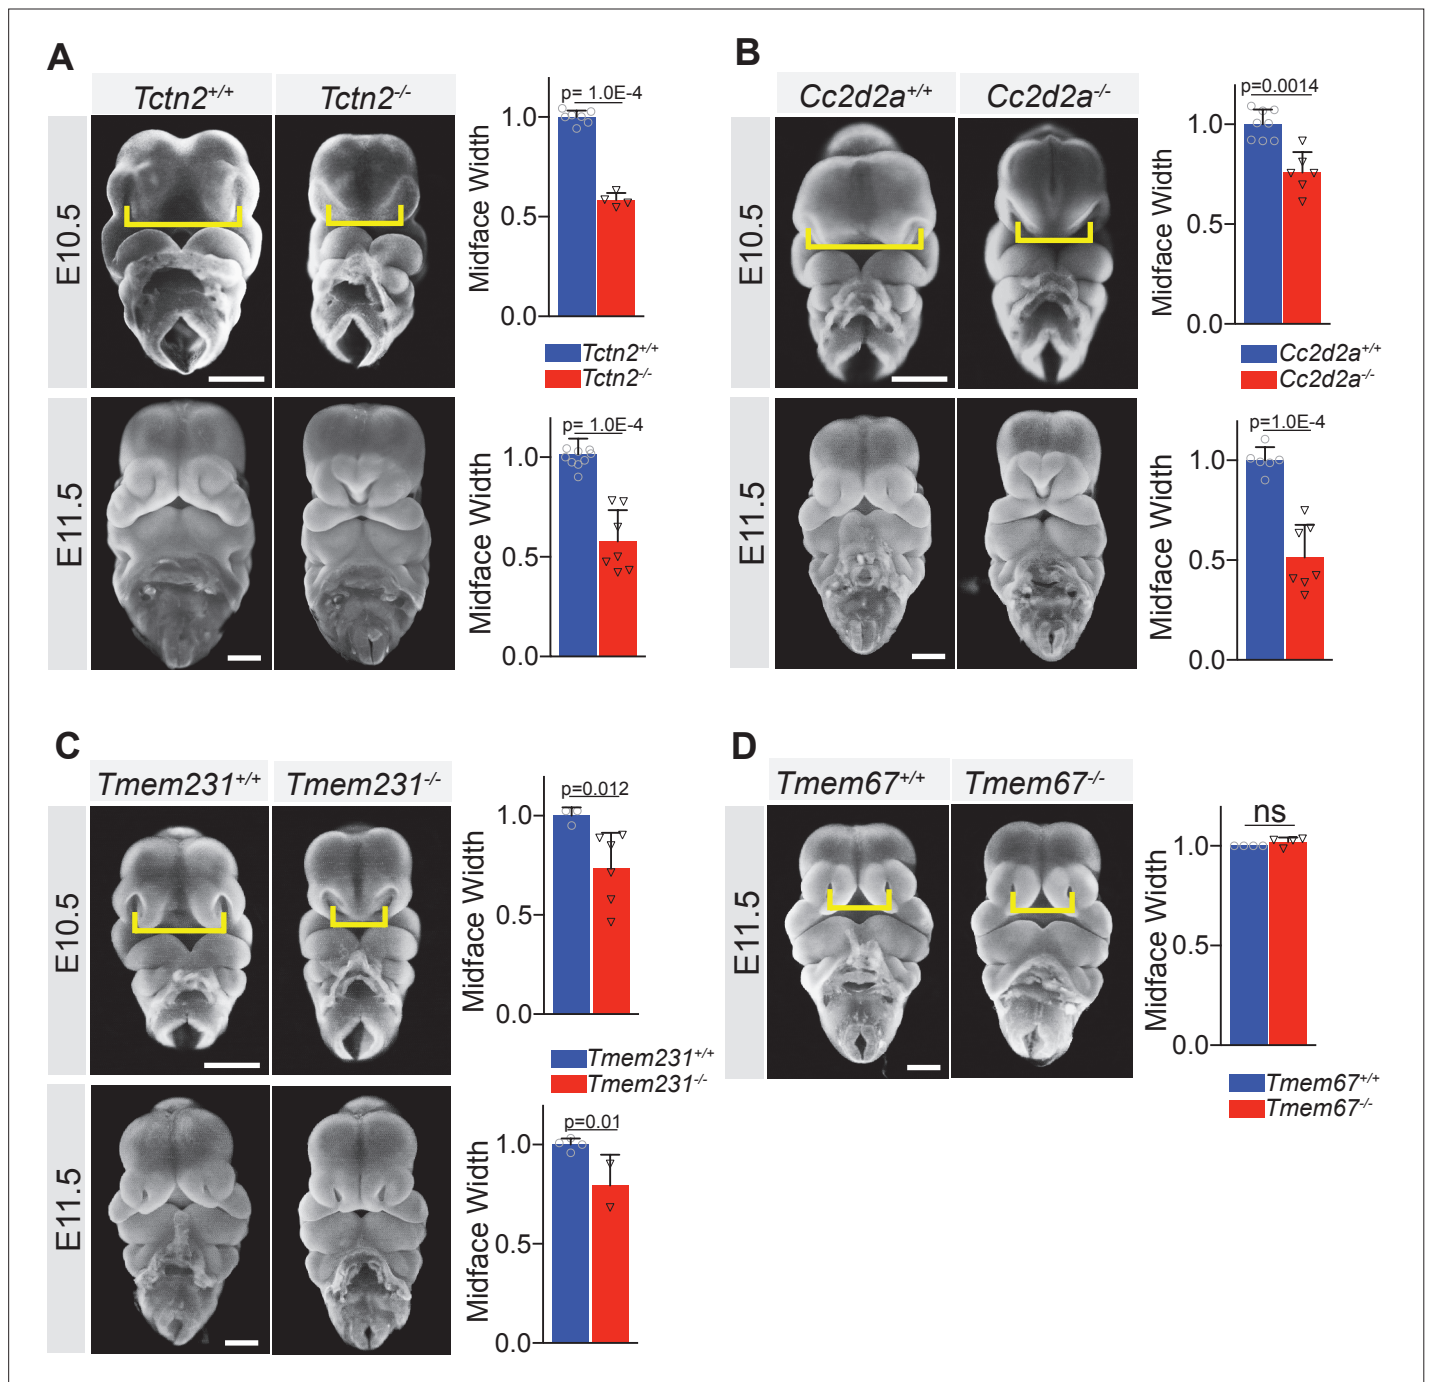 A
Tctn2+/+ Tctn2-/-
E10.5
p= 1.0E-4
Midface Width
1.0
0.5
0.0
Tctn2+/+
Tctn2-/-
E11.5
p= 1.0E-4
Midface Width
1.0
0.5
0.0
B
Cc2d2a+/+ Cc2d2a-/-
E10.5
p=0.0014
Midface Width
1.0
0.5
0.0
Cc2d2a+/+
Cc2d2a-/-
E11.5
p=1.0E-4
Midface Width
1.0
0.5
0.0
C
Tmem231+/+ Tmem231-/-
E10.5
p=0.012
Midface Width
1.0
0.5
0.0
Tmem231+/+
Tmem231-/-
E11.5
p=0.01
Midface Width
1.0
0.5
0.0
D
Tmem67+/+ Tmem67-/-
E11.5
ns
Midface Width
1.0
0.5
0.0
Tmem67+/+
Tmem67-/-